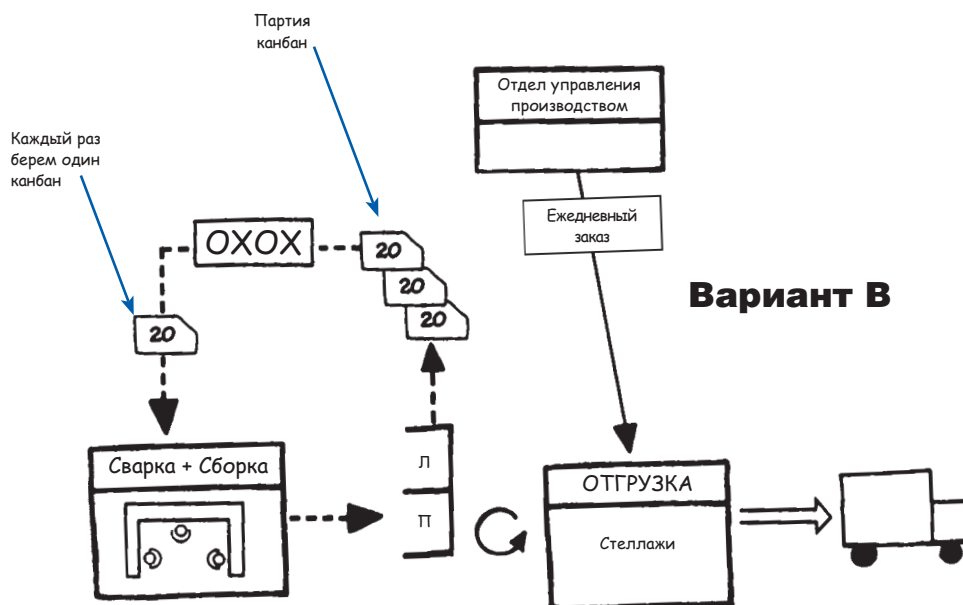 Партия
канбан
Отдел управления
производством
Каждый раз
берем один
канбан
Ежедневный
заказ
OXOX
20
20
20
20
Вариант В
Сварка + Сборка
Л
П
ОТГРУЗКА
Стеллажи